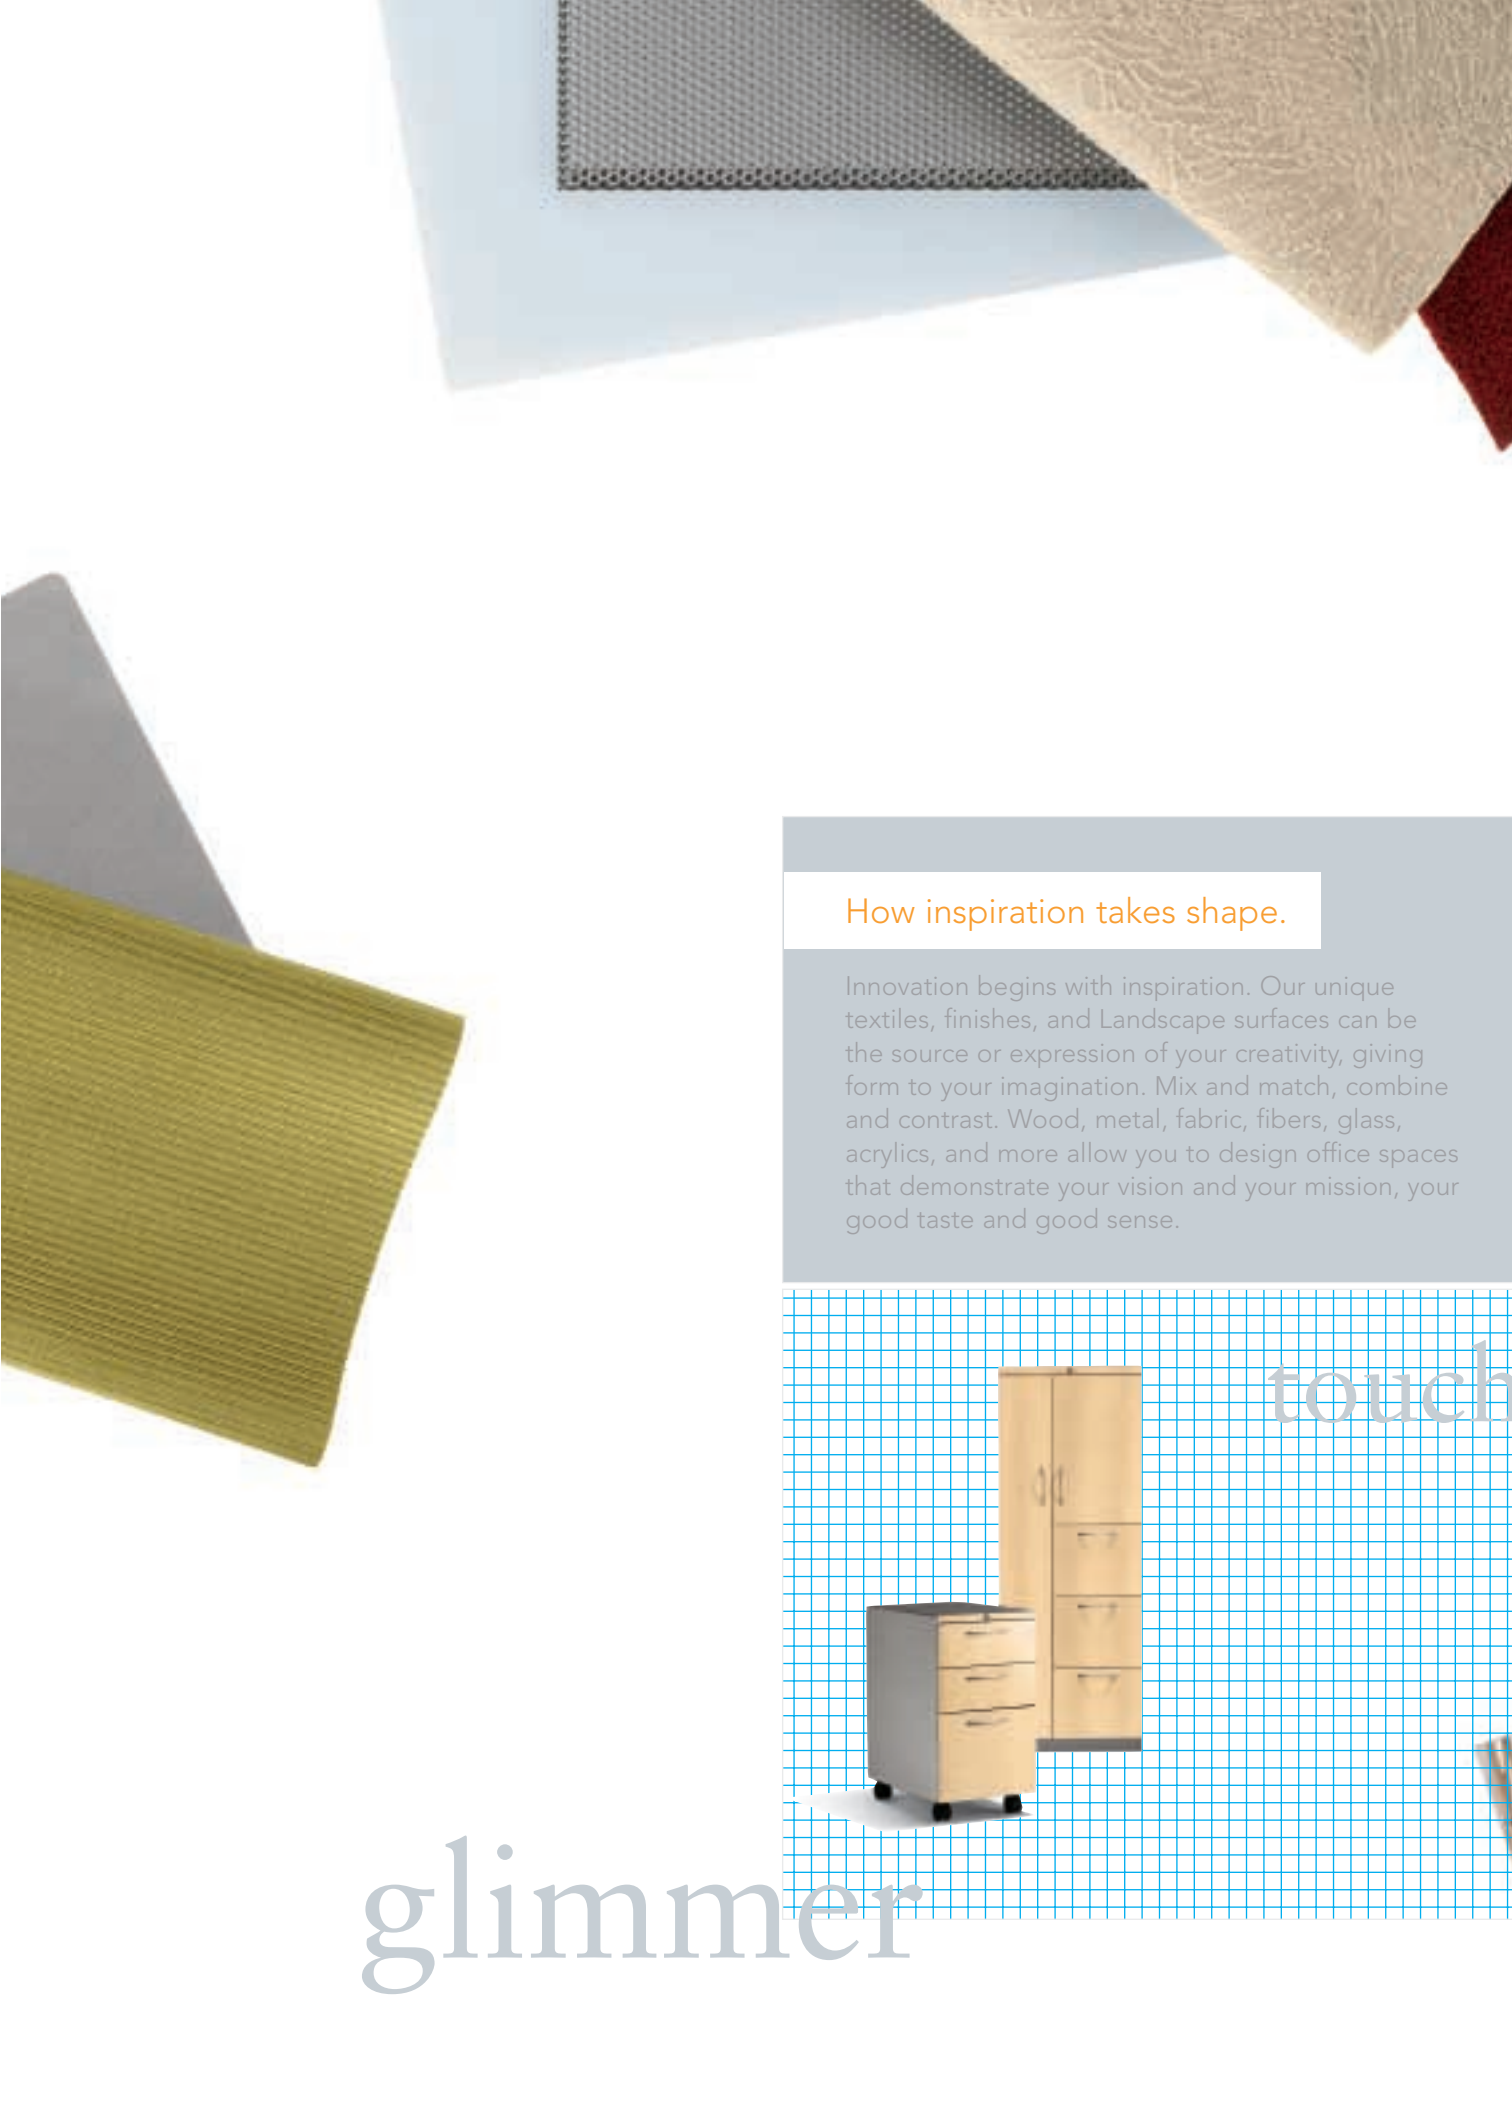 How inspiration takes shape.
Innovation begins with inspiration. Our unique
textiles, finishes, and Landscape surfaces can be
the source or expression of your creativity, giving
form to your imagination. Mix and match, combine
and contrast. Wood, metal, fabric, fibers, glass,
acrylics, and more allow you to design office spaces
that demonstrate your vision and your mission, your
good taste and good sense.
touch
glimmer